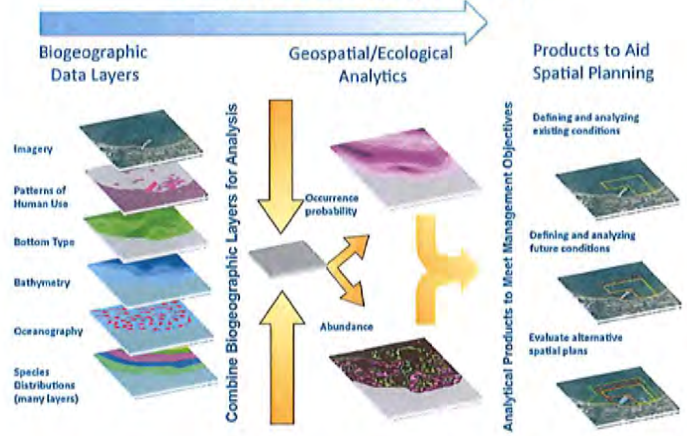 Biogeographic
Data Layers
Geospatial/Ecological
Analytics
Products to Aid
Spatial Planning
Imagery
Patterns of
Human Use
Bottom Type
Bathymetry
Oceanography
Species
Distributions
(many layers)
Combine Biogeographic Layers for Analysis
Occurrence
probability
Abundance
Analytical Products to Meet Management Objectives
Defining and analyzing
existing conditions
Defining and analyzing
future conditions
Evaluate alternative
spatial plans